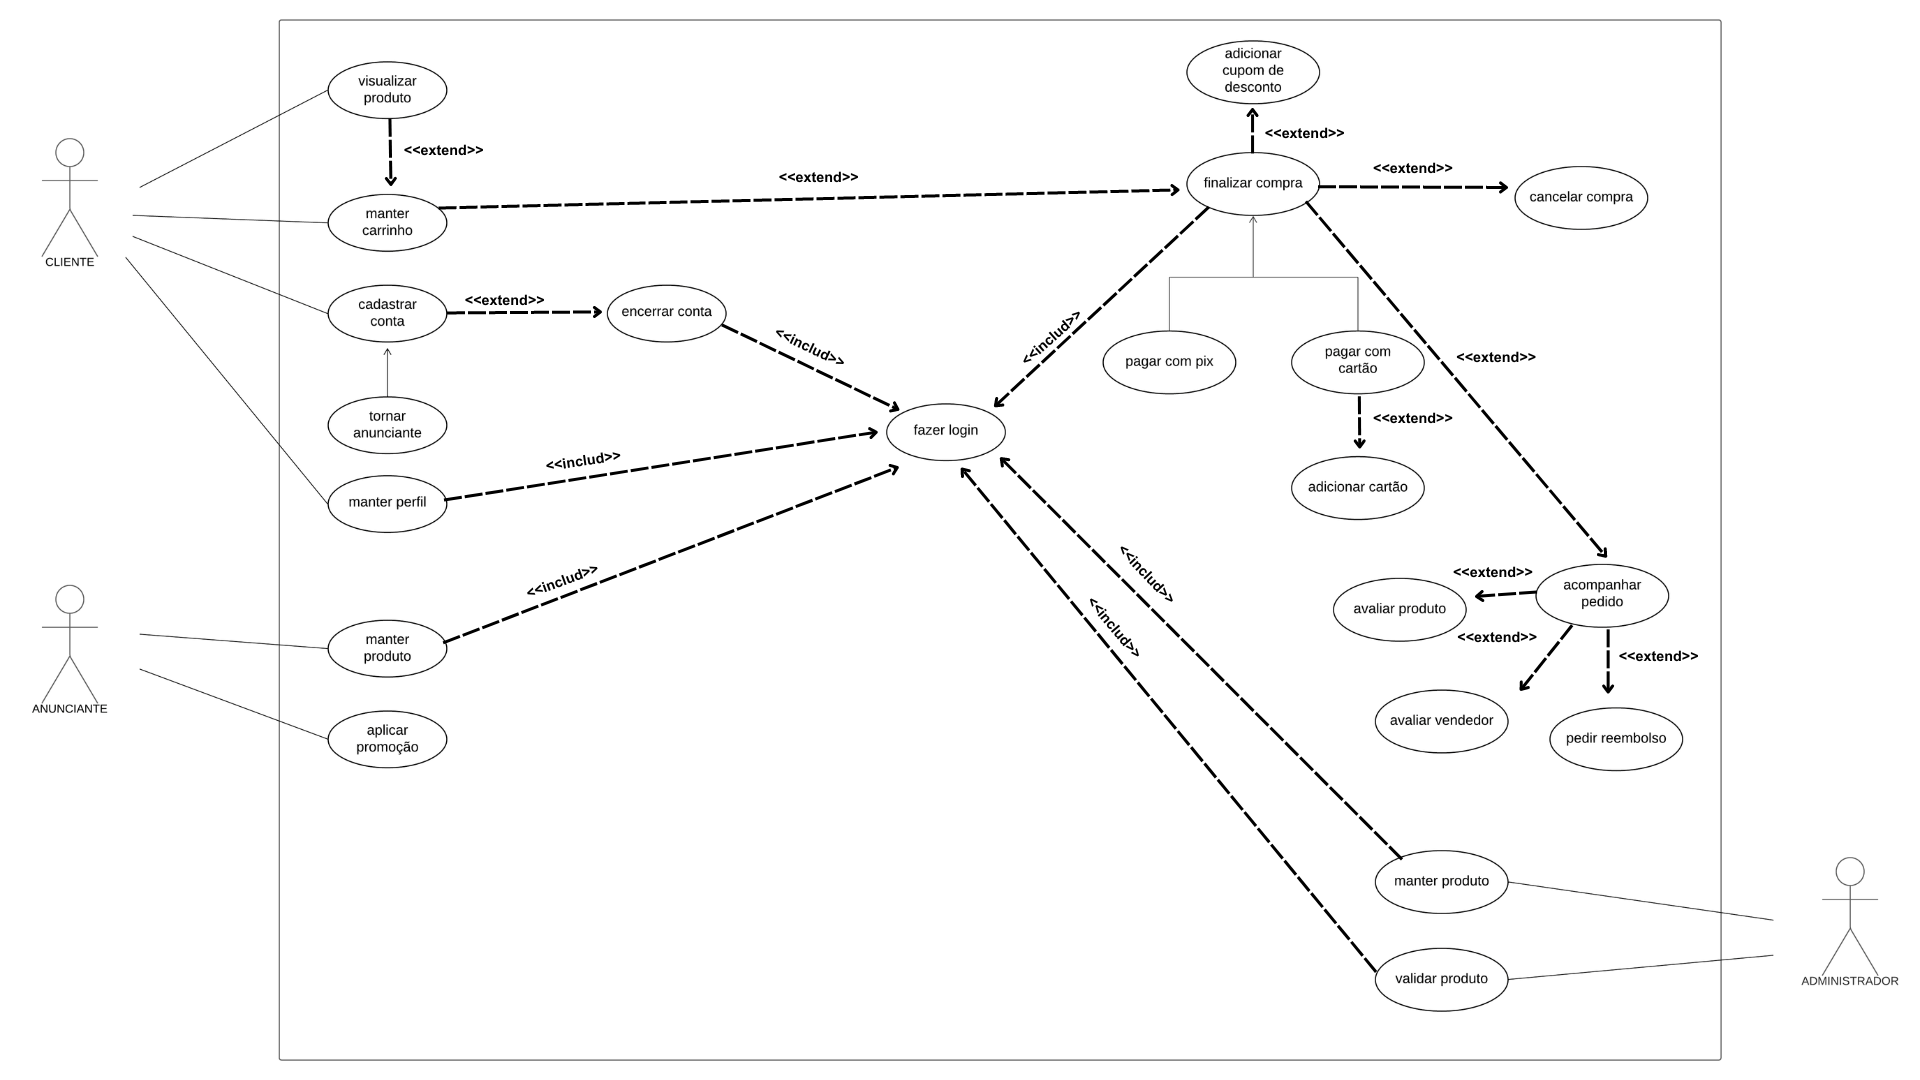 adicionar
cupom de
desconto
visualizar
produto
<<extend>>
<<extend>>
<<extend>>
<<extend>>
finalizar compra
cancelar compra
manter
carrinho
CLIENTE
cadastrar
conta
<<extend>>
encerrar conta
<<includ>>
<<includ>>
pagar com pix
pagar com
cartão
<<extend>>
tornar
anunciante
fazer login
<<extend>>
<<includ>>
manter perfil
adicionar cartão
<<includ>>
<<includ>>
<<includ>>
<<extend>>
acompanhar
pedido
avaliar produto
<<extend>>
<<extend>>
manter
produto
ANUNCIANTE
aplicar
promoção
avaliar vendedor
pedir reembolso
manter produto
validar produto
ADMINISTRADOR